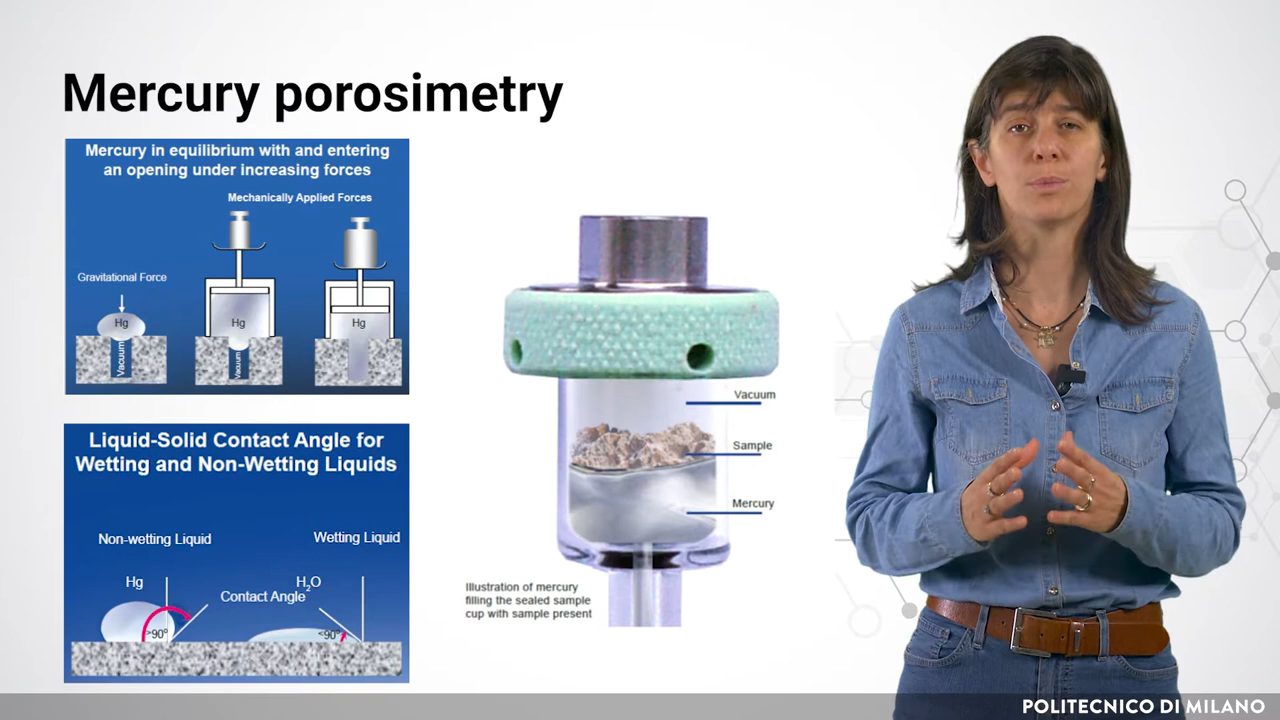 Mercury porosimetry
Mercury in equilibrium with and entering
an opening under increasing forces
Mechanically Applied Forces
Gravitational Force
Hg
Hg
Hg
Vacuum
Vacuum
Liquid-Solid Contact Angle for
Wetting and Non-Wetting Liquids
Non-wetting Liquid
Wetting Liquid
Hg
H2O
Contact Angle
>90°
<90°
Vacuum
Sample
Mercury
Illustration of mercury
filling the sealed sample
cup with sample present
POLITECNICO DI MILANO